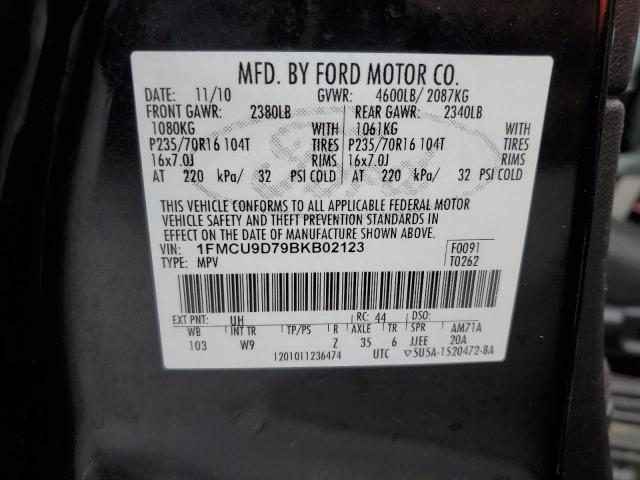 MFD. BY FORD MOTOR CO.
DATE: 11/10 GVWR: 4600LB/ 2087KG
FRONT GAWR: 2380LB REAR GAWR: 2340LB
1080KG WITH 1061KG WITH
P235/70R16 104T TIRES P235/70R16 104T TIRES
16x7.0J RIMS 16x7.0J RIMS
AT 220 kPa/ 32 PSI COLD AT 220 kPa/ 32 PSI COLD
THIS VEHICLE CONFORMS TO ALL APPLICABLE FEDERAL MOTOR
VEHICLE SAFETY AND THEFT PREVENTION STANDARDS IN
EFFECT ON THE DATE OF MANUFACTURE SHOWN ABOVE.
VIN: 1FMCU9D79BKB02123 F0091
TYPE: MPV T0262
EXT PNT: UH RC: 44 DSO:
WB INT TR TP/PS R AXLE TR SPR AM71A
103 W9 Z 35 6 JJEE 20A
1201011236474 UTC 5U5A-1520472-BA